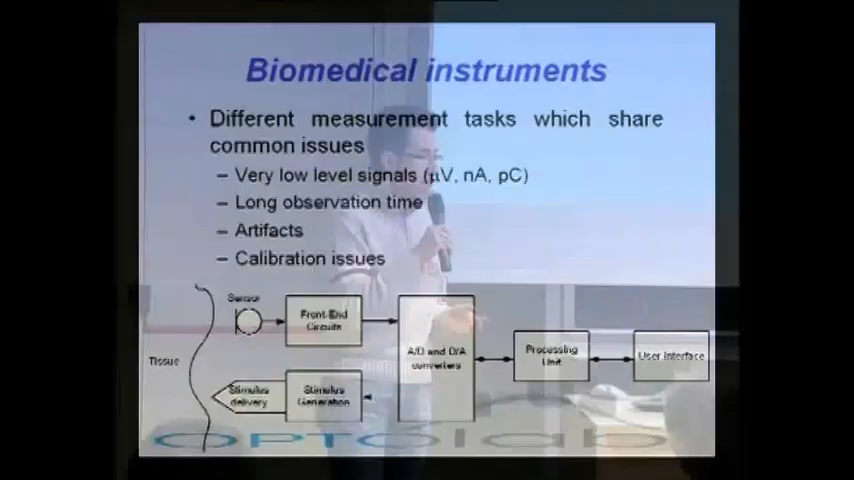 Biomedical instruments
• Different measurement tasks which share
common issues
– Very low level signals (μV, nA, pC)
– Long observation time
– Artifacts
– Calibration issues
Sensor
Front-End
Circuits
Tissue
A/D and D/A
converters
Processing
Unit
User Interface
Stimulus
delivery
Stimulus
Generation
OPTOlab